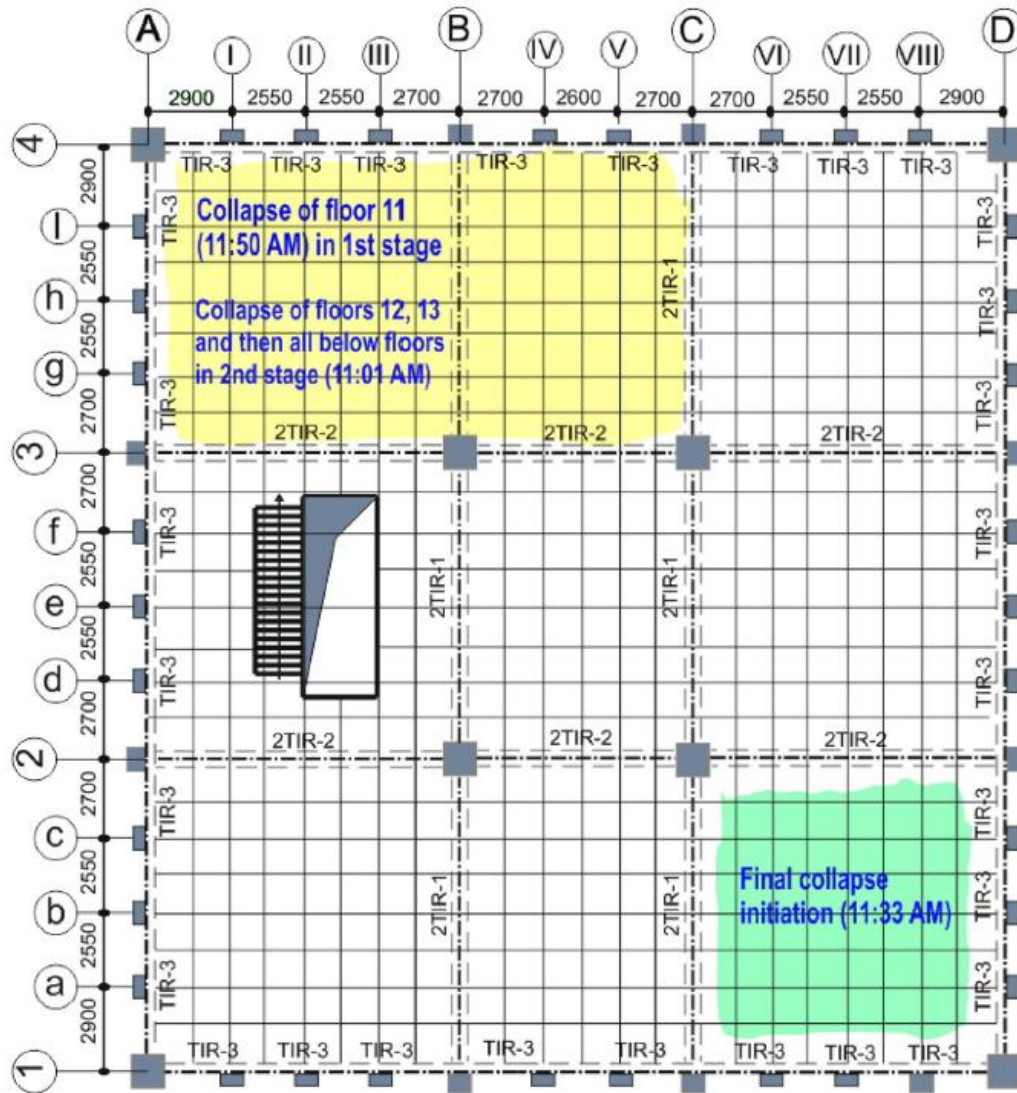 A B C D
I II III IV V VI VII VIII
2900 2550 2550 2700 2700 2600 2700 2700 2550 2550 2900
4
TIR-3 TIR-3 TIR-3 TIR-3 TIR-3 TIR-3 TIR-3 TIR-3
2900
TIR-3
Collapse of floor 11
(11:50 AM) in 1st stage
TIR-3
l
2550
2TIR-1
h
TIR-3
Collapse of floors 12, 13
and then all below floors
in 2nd stage (11:01 AM)
2550
g
TIR-3
TIR-3
2700
3
2TIR-2 2TIR-2 2TIR-2
2700
f
TIR-3
TIR-3
2550
e
2TIR-1
2TIR-1
2550
d
TIR-3
TIR-3
2700
2
2TIR-2 2TIR-2 2TIR-2
2700
TIR-3
TIR-3
c
2550
Final collapse
initiation (11:33 AM)
b
2TIR-1
2TIR-1
TIR-3
2550
a
TIR-3
TIR-3
2900
TIR-3 TIR-3 TIR-3 TIR-3 TIR-3 TIR-3 TIR-3 TIR-3
1